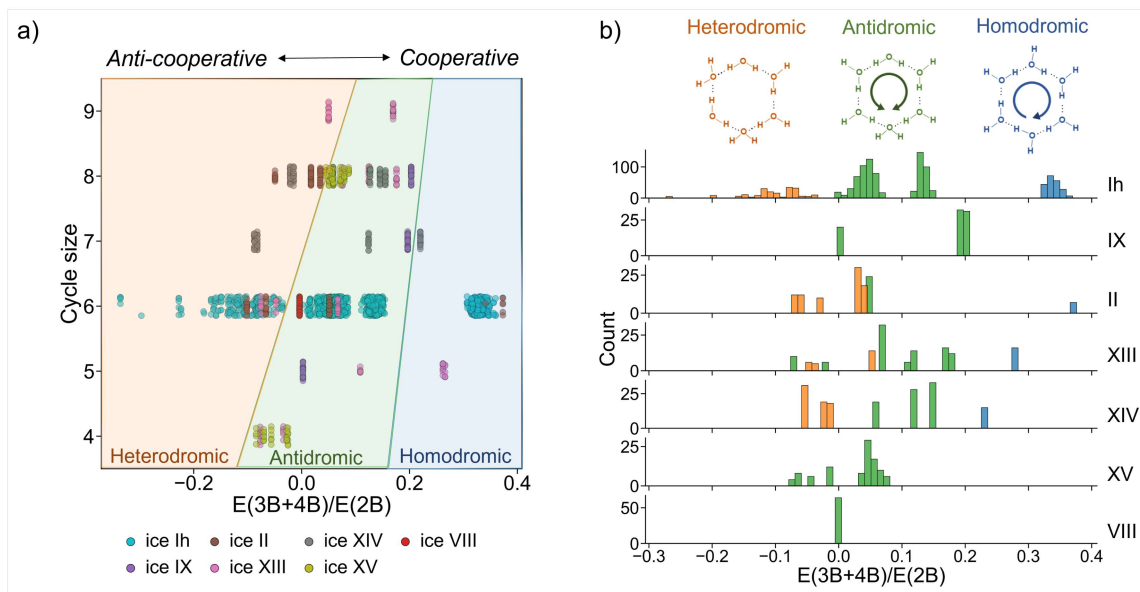 a)
Anti-cooperative
Cooperative
Cycle size
9
8
7
6
5
4
Heterodromic
Antidromic
Homodromic
−0.2
0.0
0.2
0.4
E(3B+4B)/E(2B)
ice Ih
ice II
ice XIV
ice VIII
ice IX
ice XIII
ice XV
b)
Heterodromic
Antidromic
Homodromic
H
O
H
H
O
H
H
O
H
H
H
O
H
H
O
H
O
H
H
O
H
H
O
H
H
O
H
H
H
O
H
H
O
H
O
H
H
H
O
H
H
O
H
O
H
H
H
O
H
O
H
H
O
H
H
Count
100
0
Ih
25
0
IX
25
0
II
25
0
XIII
25
0
XIV
25
0
XV
50
0
VIII
−0.3
−0.2
−0.1
0.0
0.1
0.2
0.3
0.4
E(3B+4B)/E(2B)